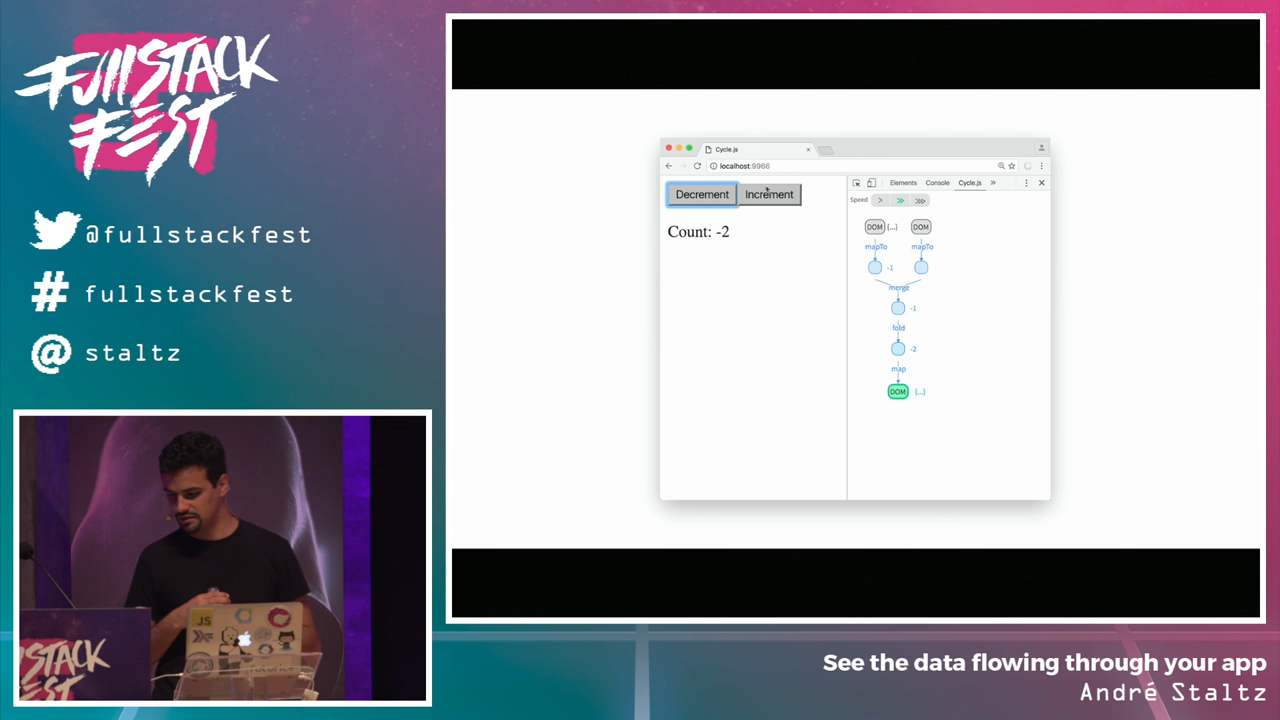 FullSTACK
FEST
@fullstackfest
# fullstackfest
@ staltz
Cycle.js
localhost:9966
Decrement
Increment
Count: -2
Elements
Console
Cycle.js
»
Speed
>
≫
⋙
DOM {...}
DOM
mapTo
mapTo
-1
merge
-1
fold
-2
map
DOM {...}
JS
STACK
See the data flowing through your app
André Staltz